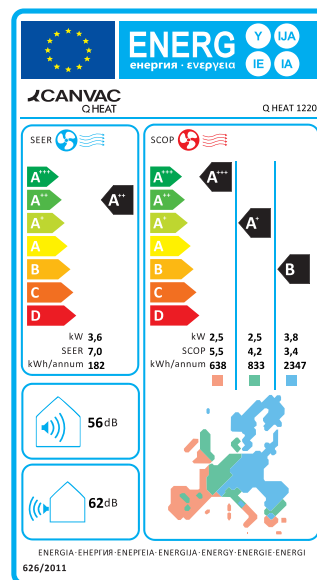 ENERG Y IJA
енергия · ενεργεια IE IA
CANVAC
Q HEAT Q HEAT 1220
SEER SCOP
A+++ A+++ A+++
A++ A++ A++
A+ A+ A+
A A
B B B
C C
D D
kW 3,6 kW 2,5 2,5 3,8
SEER 7,0 SCOP 5,5 4,2 3,4
kWh/annum 182 kWh/annum 638 833 2347
56dB
62dB
ENERGIA·ЕНЕРГИЯ·ΕΝΕΡΓΕΙΑ·ENERGIJA·ENERGY·ENERGIE·ENERGI
626/2011